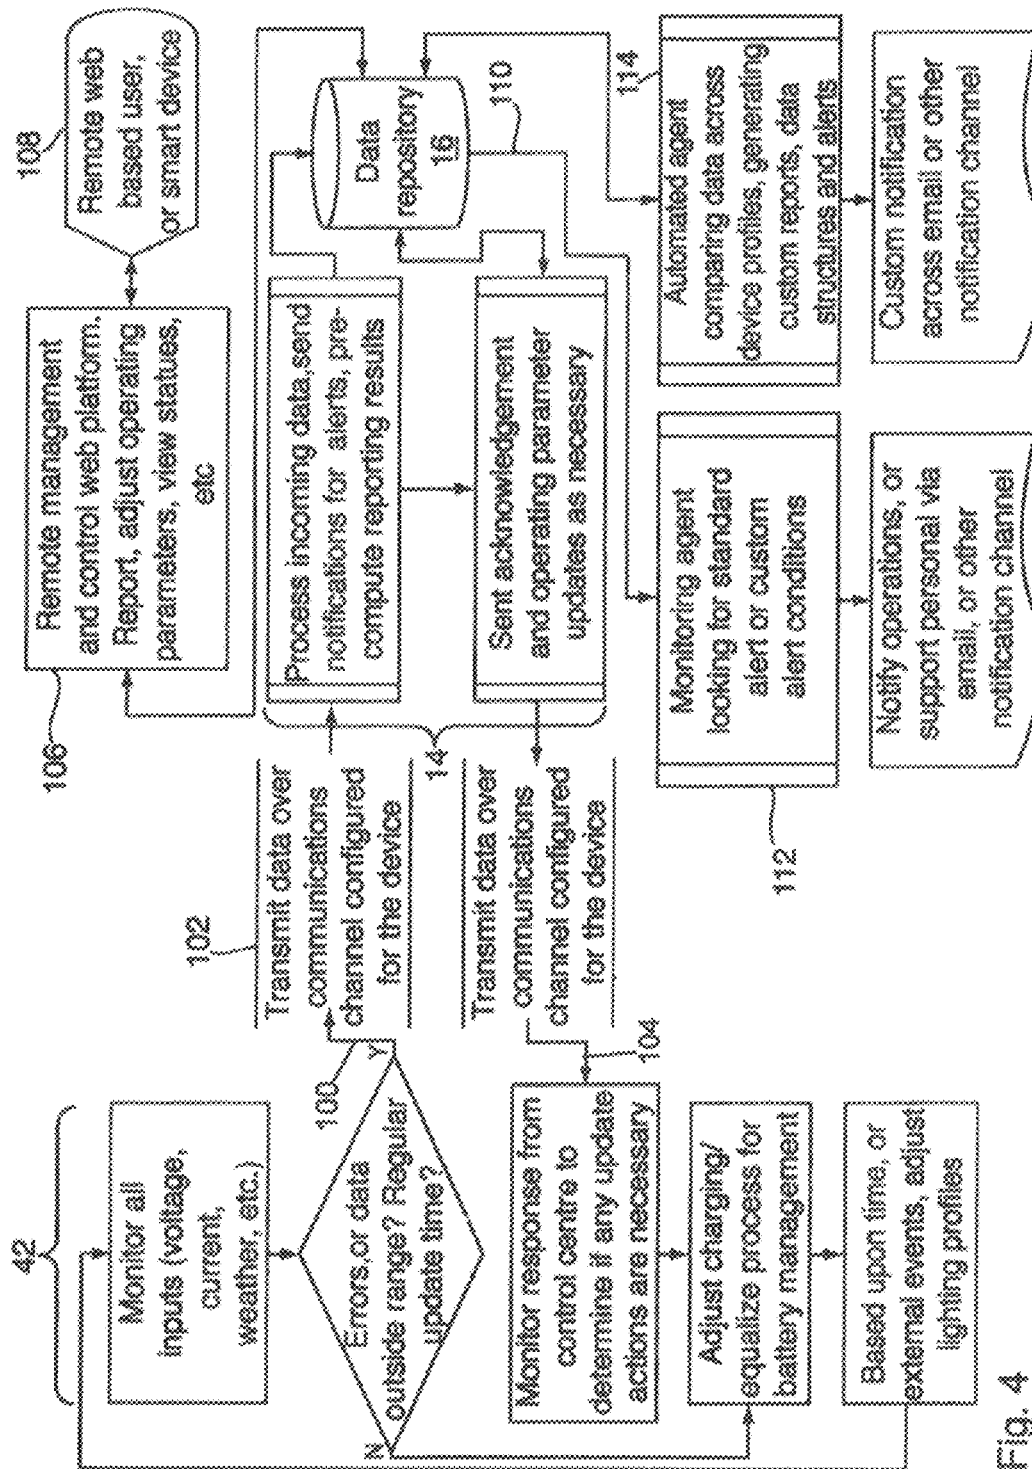 42
Monitor all
inputs (voltage,
current,
weather, etc.)
Errors,or data
outside range? Regular
update time?
N
Y
100
102
Transmit data over
communications
channel configured
for the device
Transmit data over
communications
channel configured
for the device
104
Monitor response from
control centre to
determine if any update
actions are necessary
Adjust charging/
equalize process for
battery management
Based upon time, or
external events, adjust
lighting profiles
106
Remote management
and control web platform.
Report, adjust operating
parameters, view statues,
etc
108
Remote web
based user,
or smart device
Process incoming data,send
notifications for alerts, pre-
compute reporting results
Sent acknowledgement
and operating parameter
updates as necessary
14
Data
repository
16
110
Monitoring agent
looking for standard
alert or custom
alert conditions
112
Notify operations, or
support personal via
email, or other
notification channel
114
Automated agent
comparing data across
device profiles, generating
custom reports, data
structures and alerts
Custom notification
across email or other
notification channel
Fig. 4